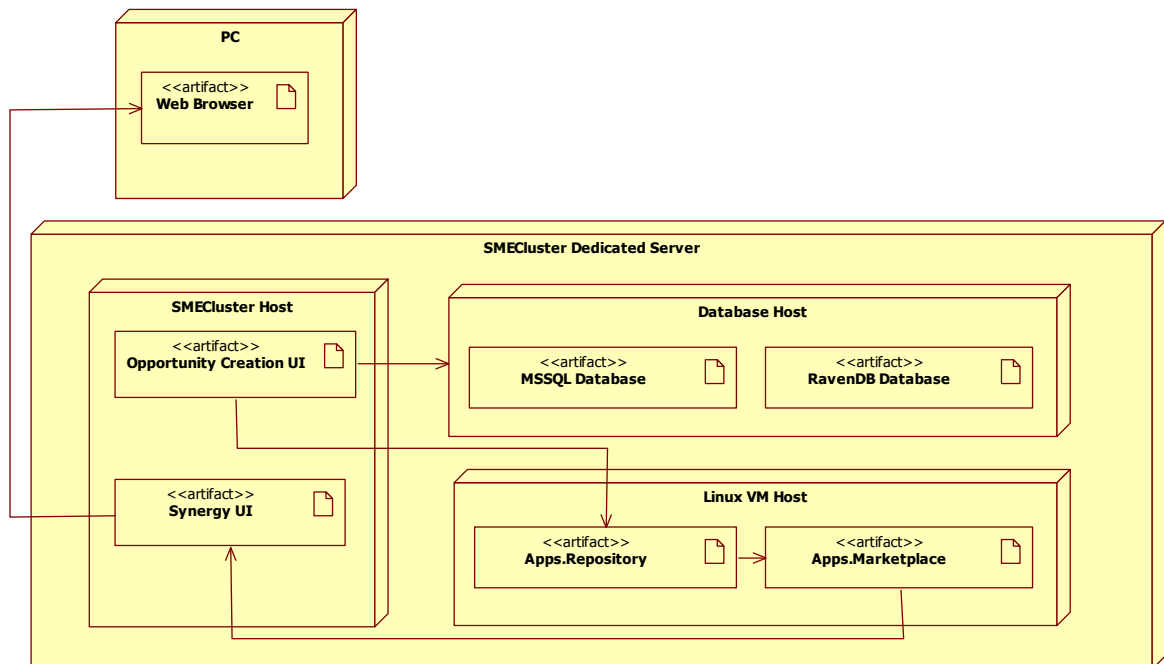 PC
<<artifact>>
Web Browser
SMECluster Dedicated Server
SMECluster Host
<<artifact>>
Opportunity Creation UI
<<artifact>>
Synergy UI
Database Host
<<artifact>>
MSSQL Database
<<artifact>>
RavenDB Database
Linux VM Host
<<artifact>>
Apps.Repository
<<artifact>>
Apps.Marketplace